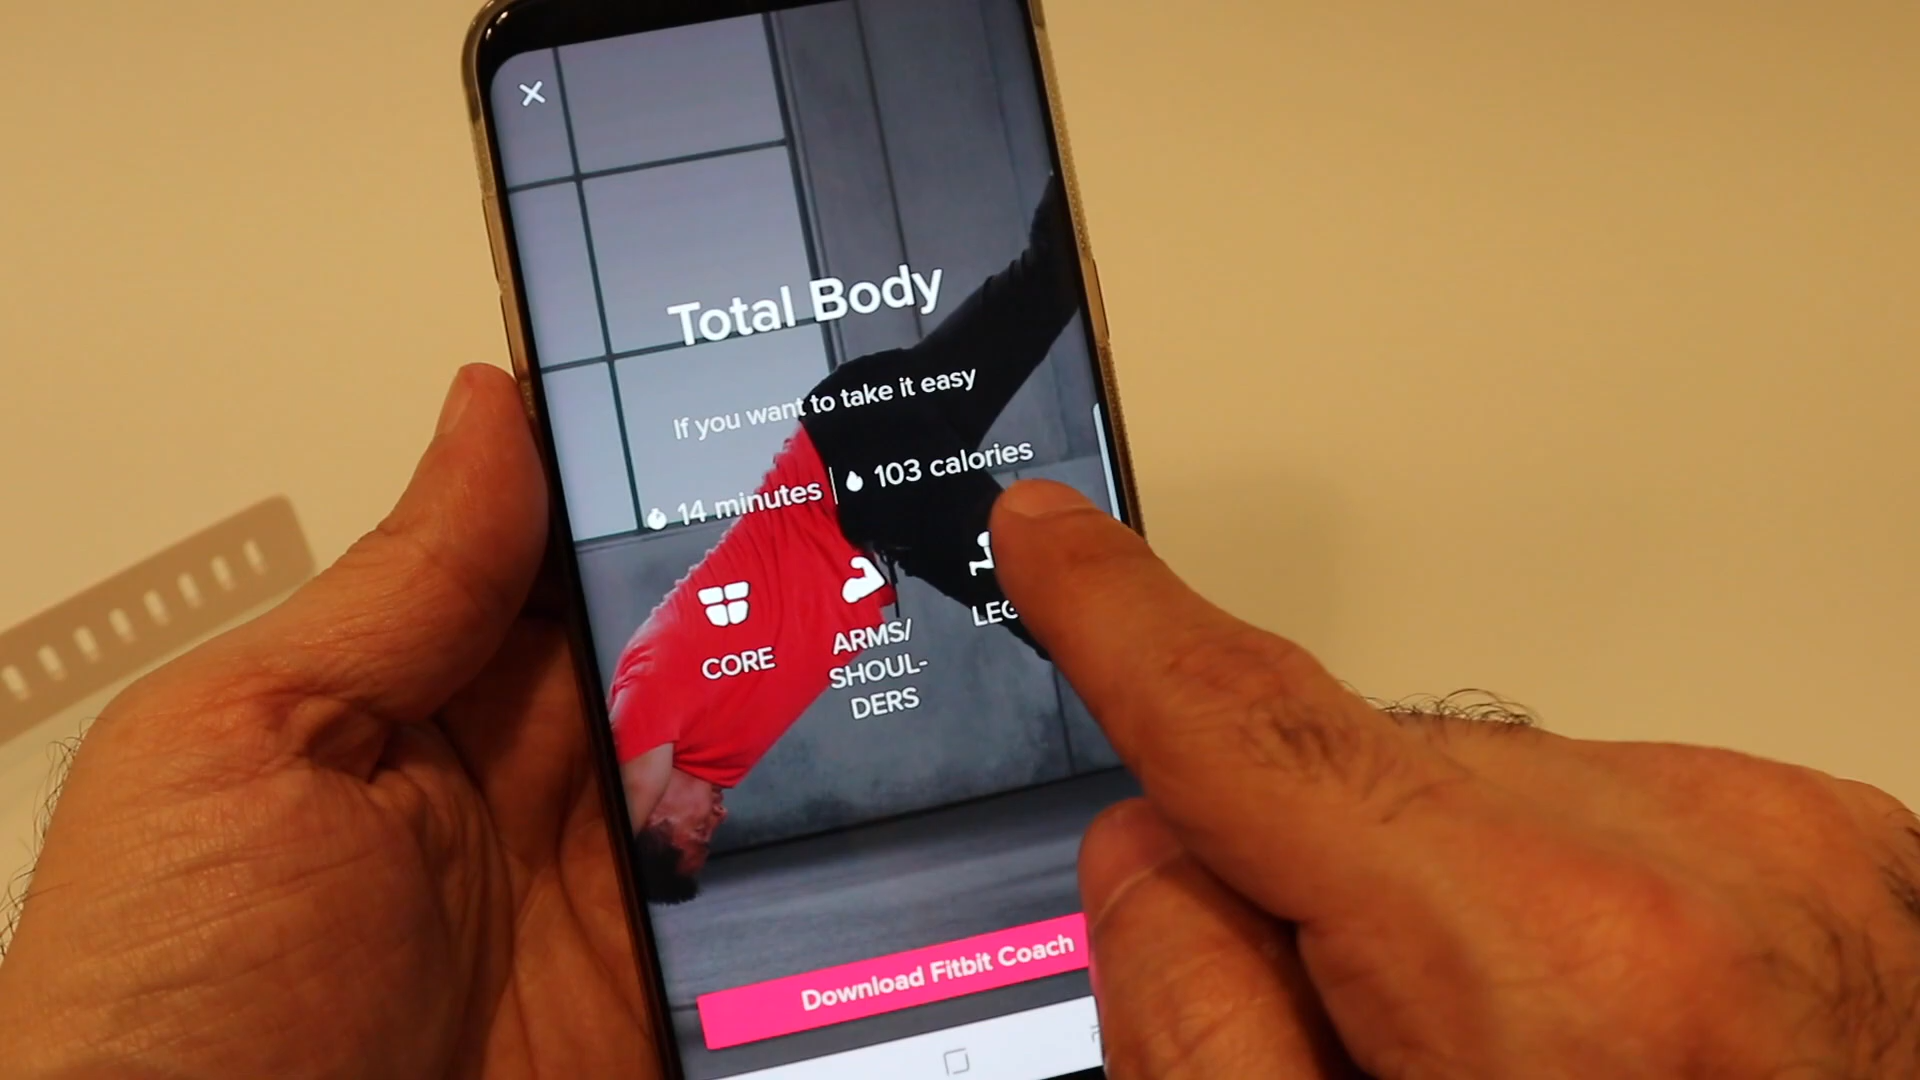 Total Body
If you want to take it easy
14 minutes | 103 calories
CORE
ARMS/
SHOUL-
DERS
LEG
Download Fitbit Coach